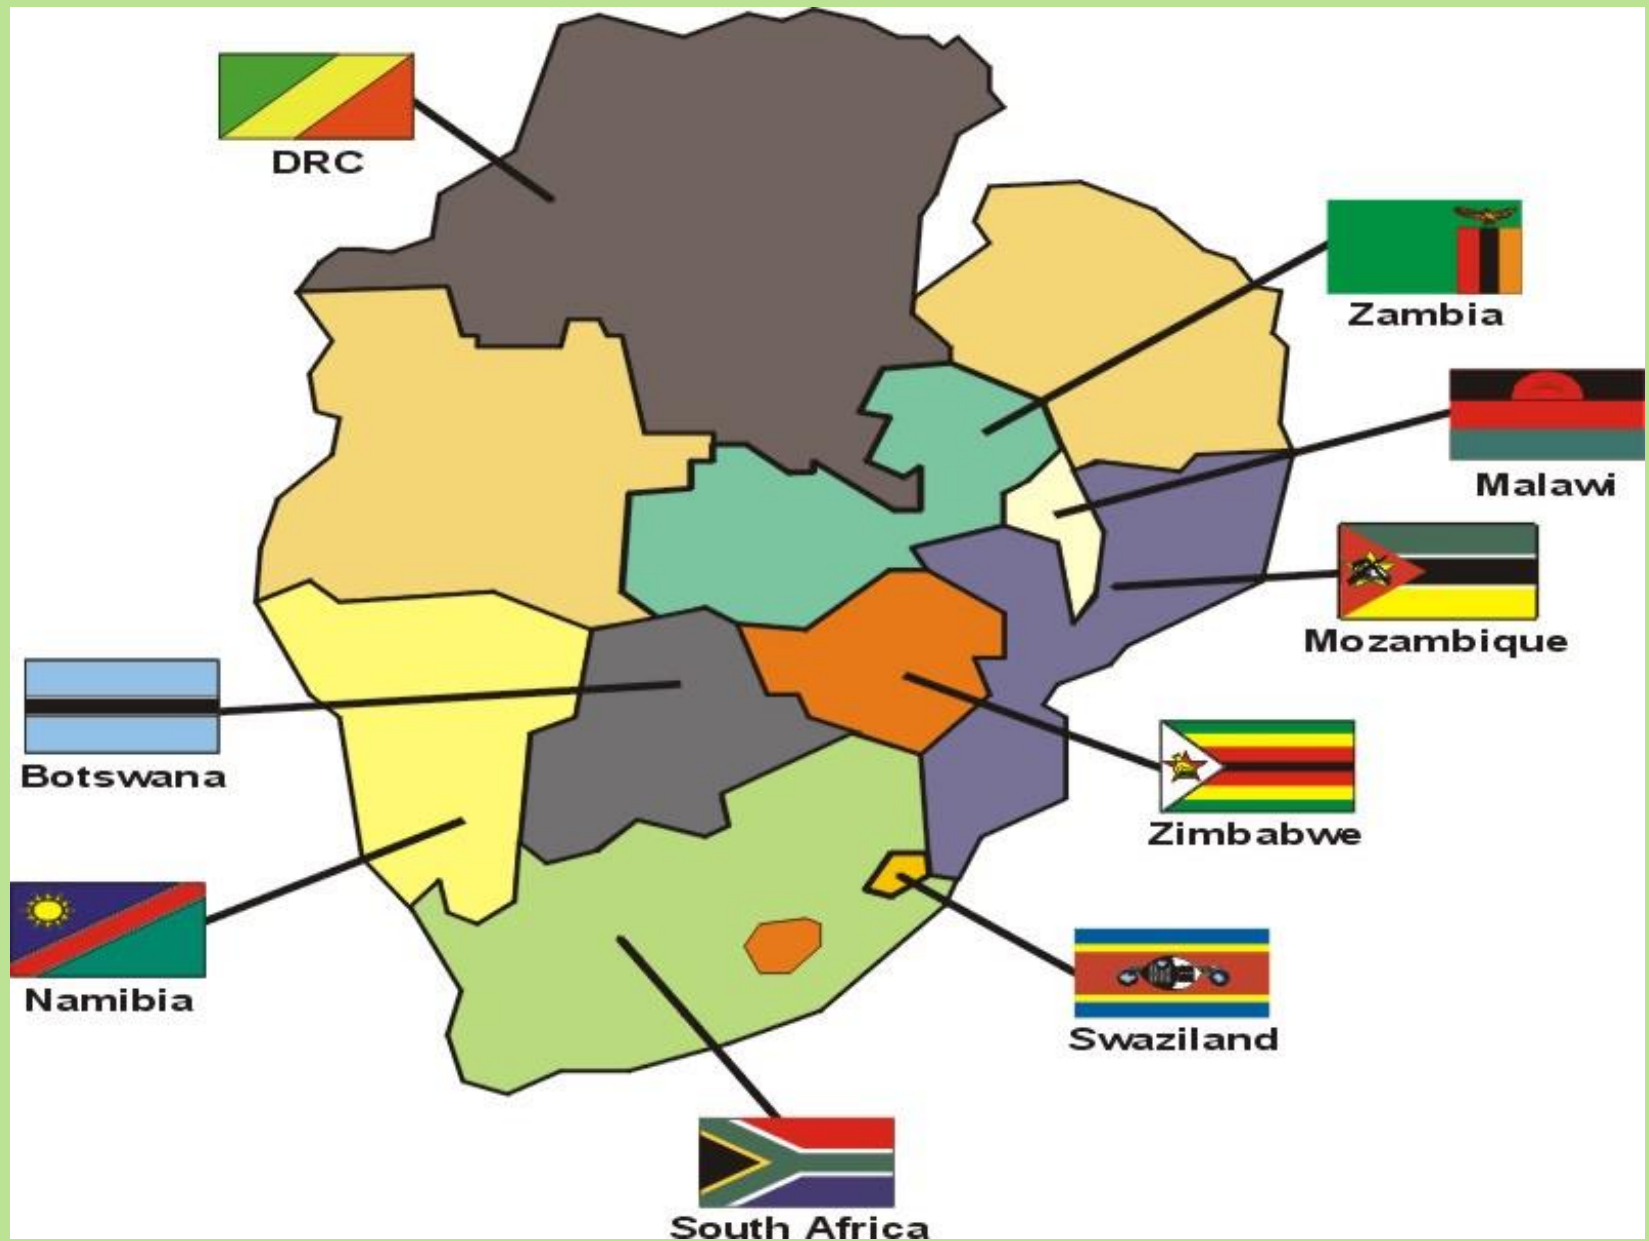 DRC
Zambia
Malawi
Mozambique
Botswana
Zimbabwe
Namibia
Swaziland
South Africa